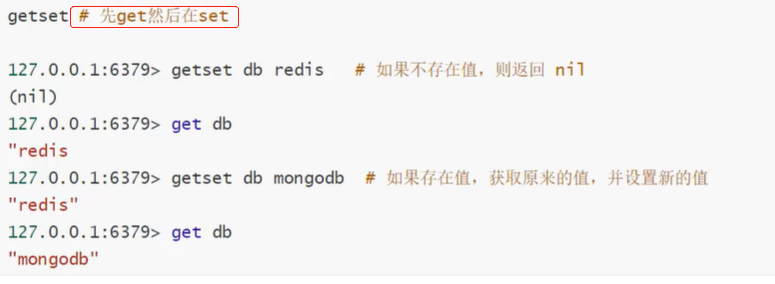 getset # 先get然后在set
127.0.0.1:6379> getset db redis # 如果不存在值，则返回 nil
(nil)
127.0.0.1:6379> get db
"redis
127.0.0.1:6379> getset db mongodb # 如果存在值，获取原来的值，并设置新的值
"redis"
127.0.0.1:6379> get db
"mongodb"